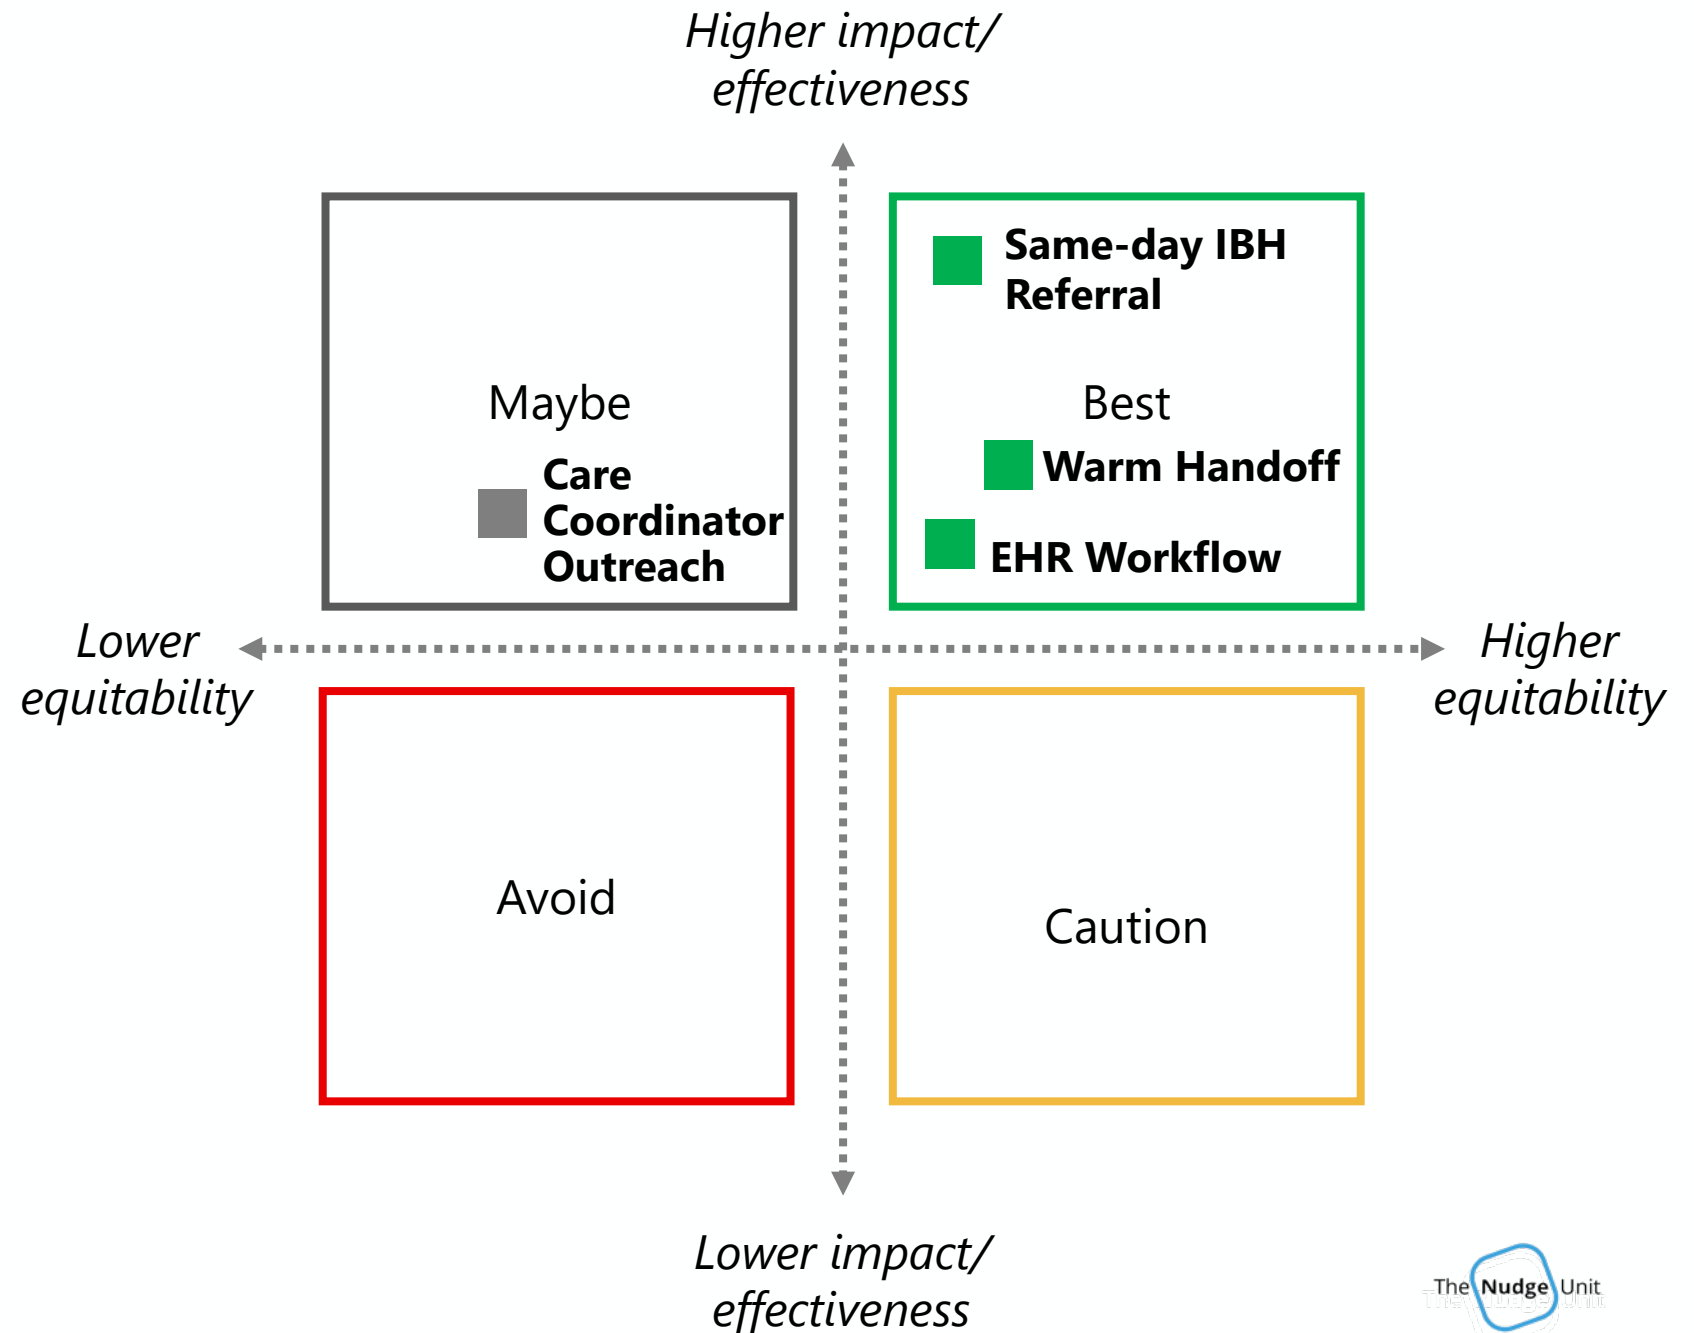 Higher impact/
effectiveness
Same-day IBH
Referral
Maybe
Best
Care
Coordinator
Outreach
Warm Handoff
EHR Workflow
Lower
equitability
Higher
equitability
Avoid
Caution
Lower impact/
effectiveness
The Nudge Unit